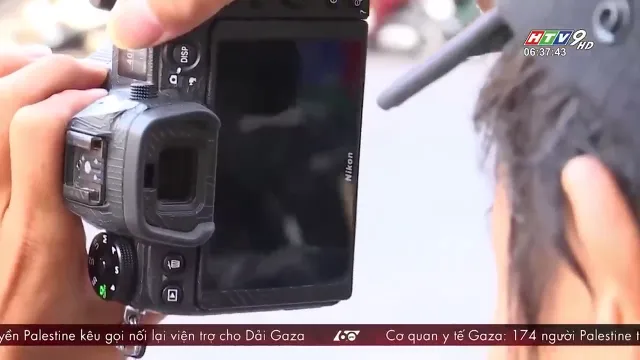 HTV9 HD
06:37:43
DISP
Nikon
yển Palestine kêu gọi nối lại viện trợ cho Dải Gaza
Cơ quan y tế Gaza: 174 người Palestine t